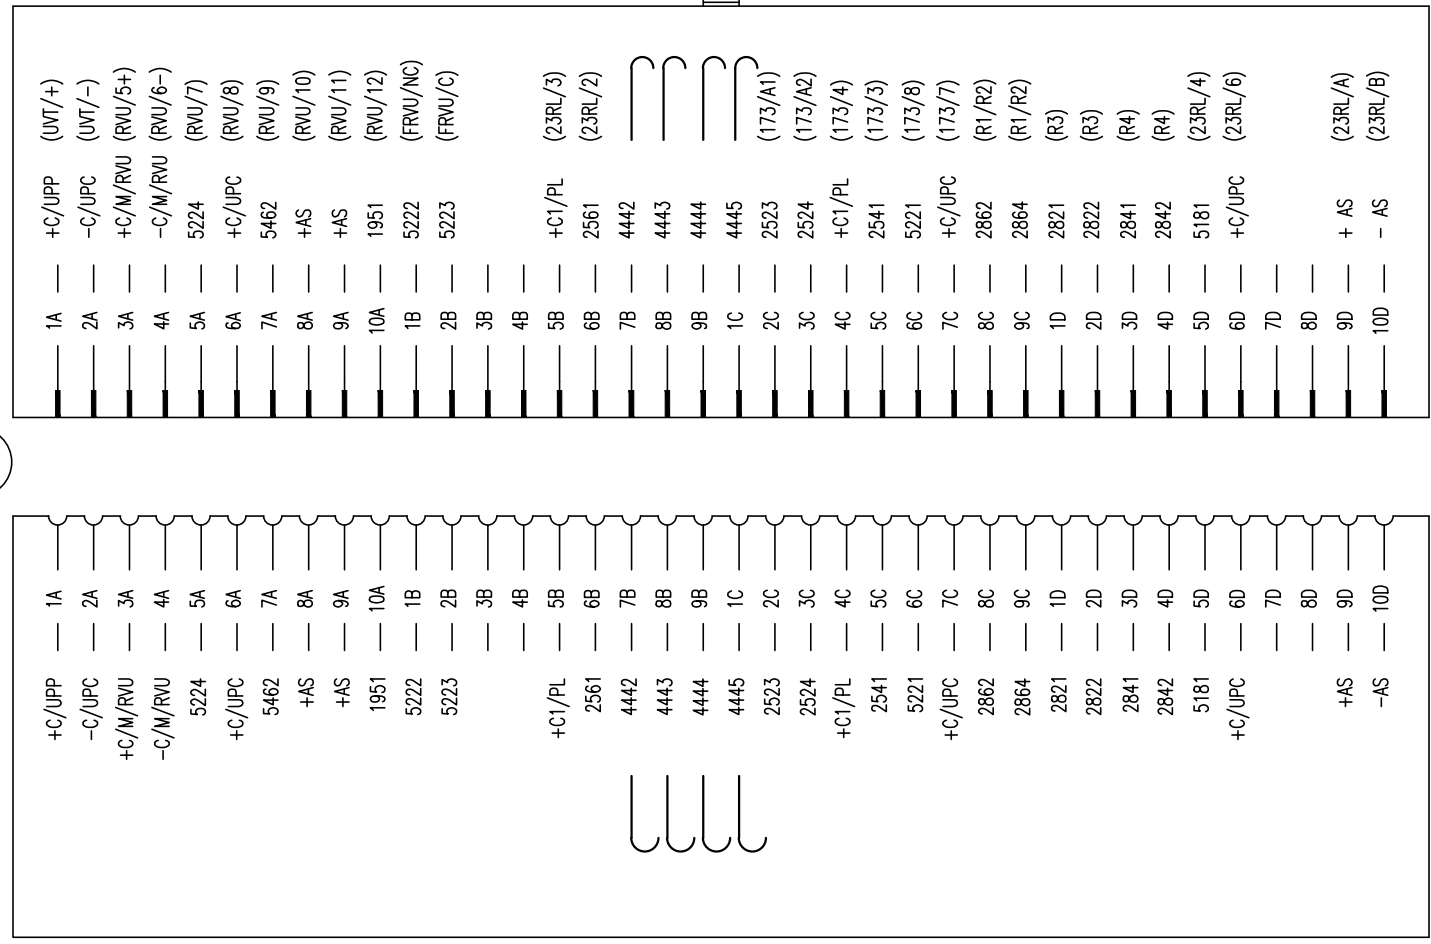 (UVT/+)
(UVT/-)
(RVU/5+)
(RVU/6-)
(RVU/7)
(RVU/8)
(RVU/9)
(RVU/10)
(RVU/11)
(RVU/12)
(FRVU/NC)
(FRVU/C)
(23RL/3)
(23RL/2)
(173/A1)
(173/A2)
(173/4)
(173/3)
(173/8)
(173/7)
(R1/R2)
(R1/R2)
(R3)
(R3)
(R4)
(R4)
(23RL/4)
(23RL/6)
(23RL/A)
(23RL/B)
+C/UPP
-C/UPC
+C/M/RVU
-C/M/RVU
5224
+C/UPC
5462
+AS
+AS
1951
5222
5223
+C1/PL
2561
4442
4443
4444
4445
2523
2524
+C1/PL
2541
5221
+C/UPC
2862
2864
2821
2822
2841
2842
5181
+C/UPC
+ AS
- AS
1A
2A
3A
4A
5A
6A
7A
8A
9A
10A
1B
2B
3B
4B
5B
6B
7B
8B
9B
1C
2C
3C
4C
5C
6C
7C
8C
9C
1D
2D
3D
4D
5D
6D
7D
8D
9D
10D
1A
2A
3A
4A
5A
6A
7A
8A
9A
10A
1B
2B
3B
4B
5B
6B
7B
8B
9B
1C
2C
3C
4C
5C
6C
7C
8C
9C
1D
2D
3D
4D
5D
6D
7D
8D
9D
10D
+C/UPP
-C/UPC
+C/M/RVU
-C/M/RVU
5224
+C/UPC
5462
+AS
+AS
1951
5222
5223
+C1/PL
2561
4442
4443
4444
4445
2523
2524
+C1/PL
2541
5221
+C/UPC
2862
2864
2821
2822
2841
2842
5181
+C/UPC
+AS
-AS